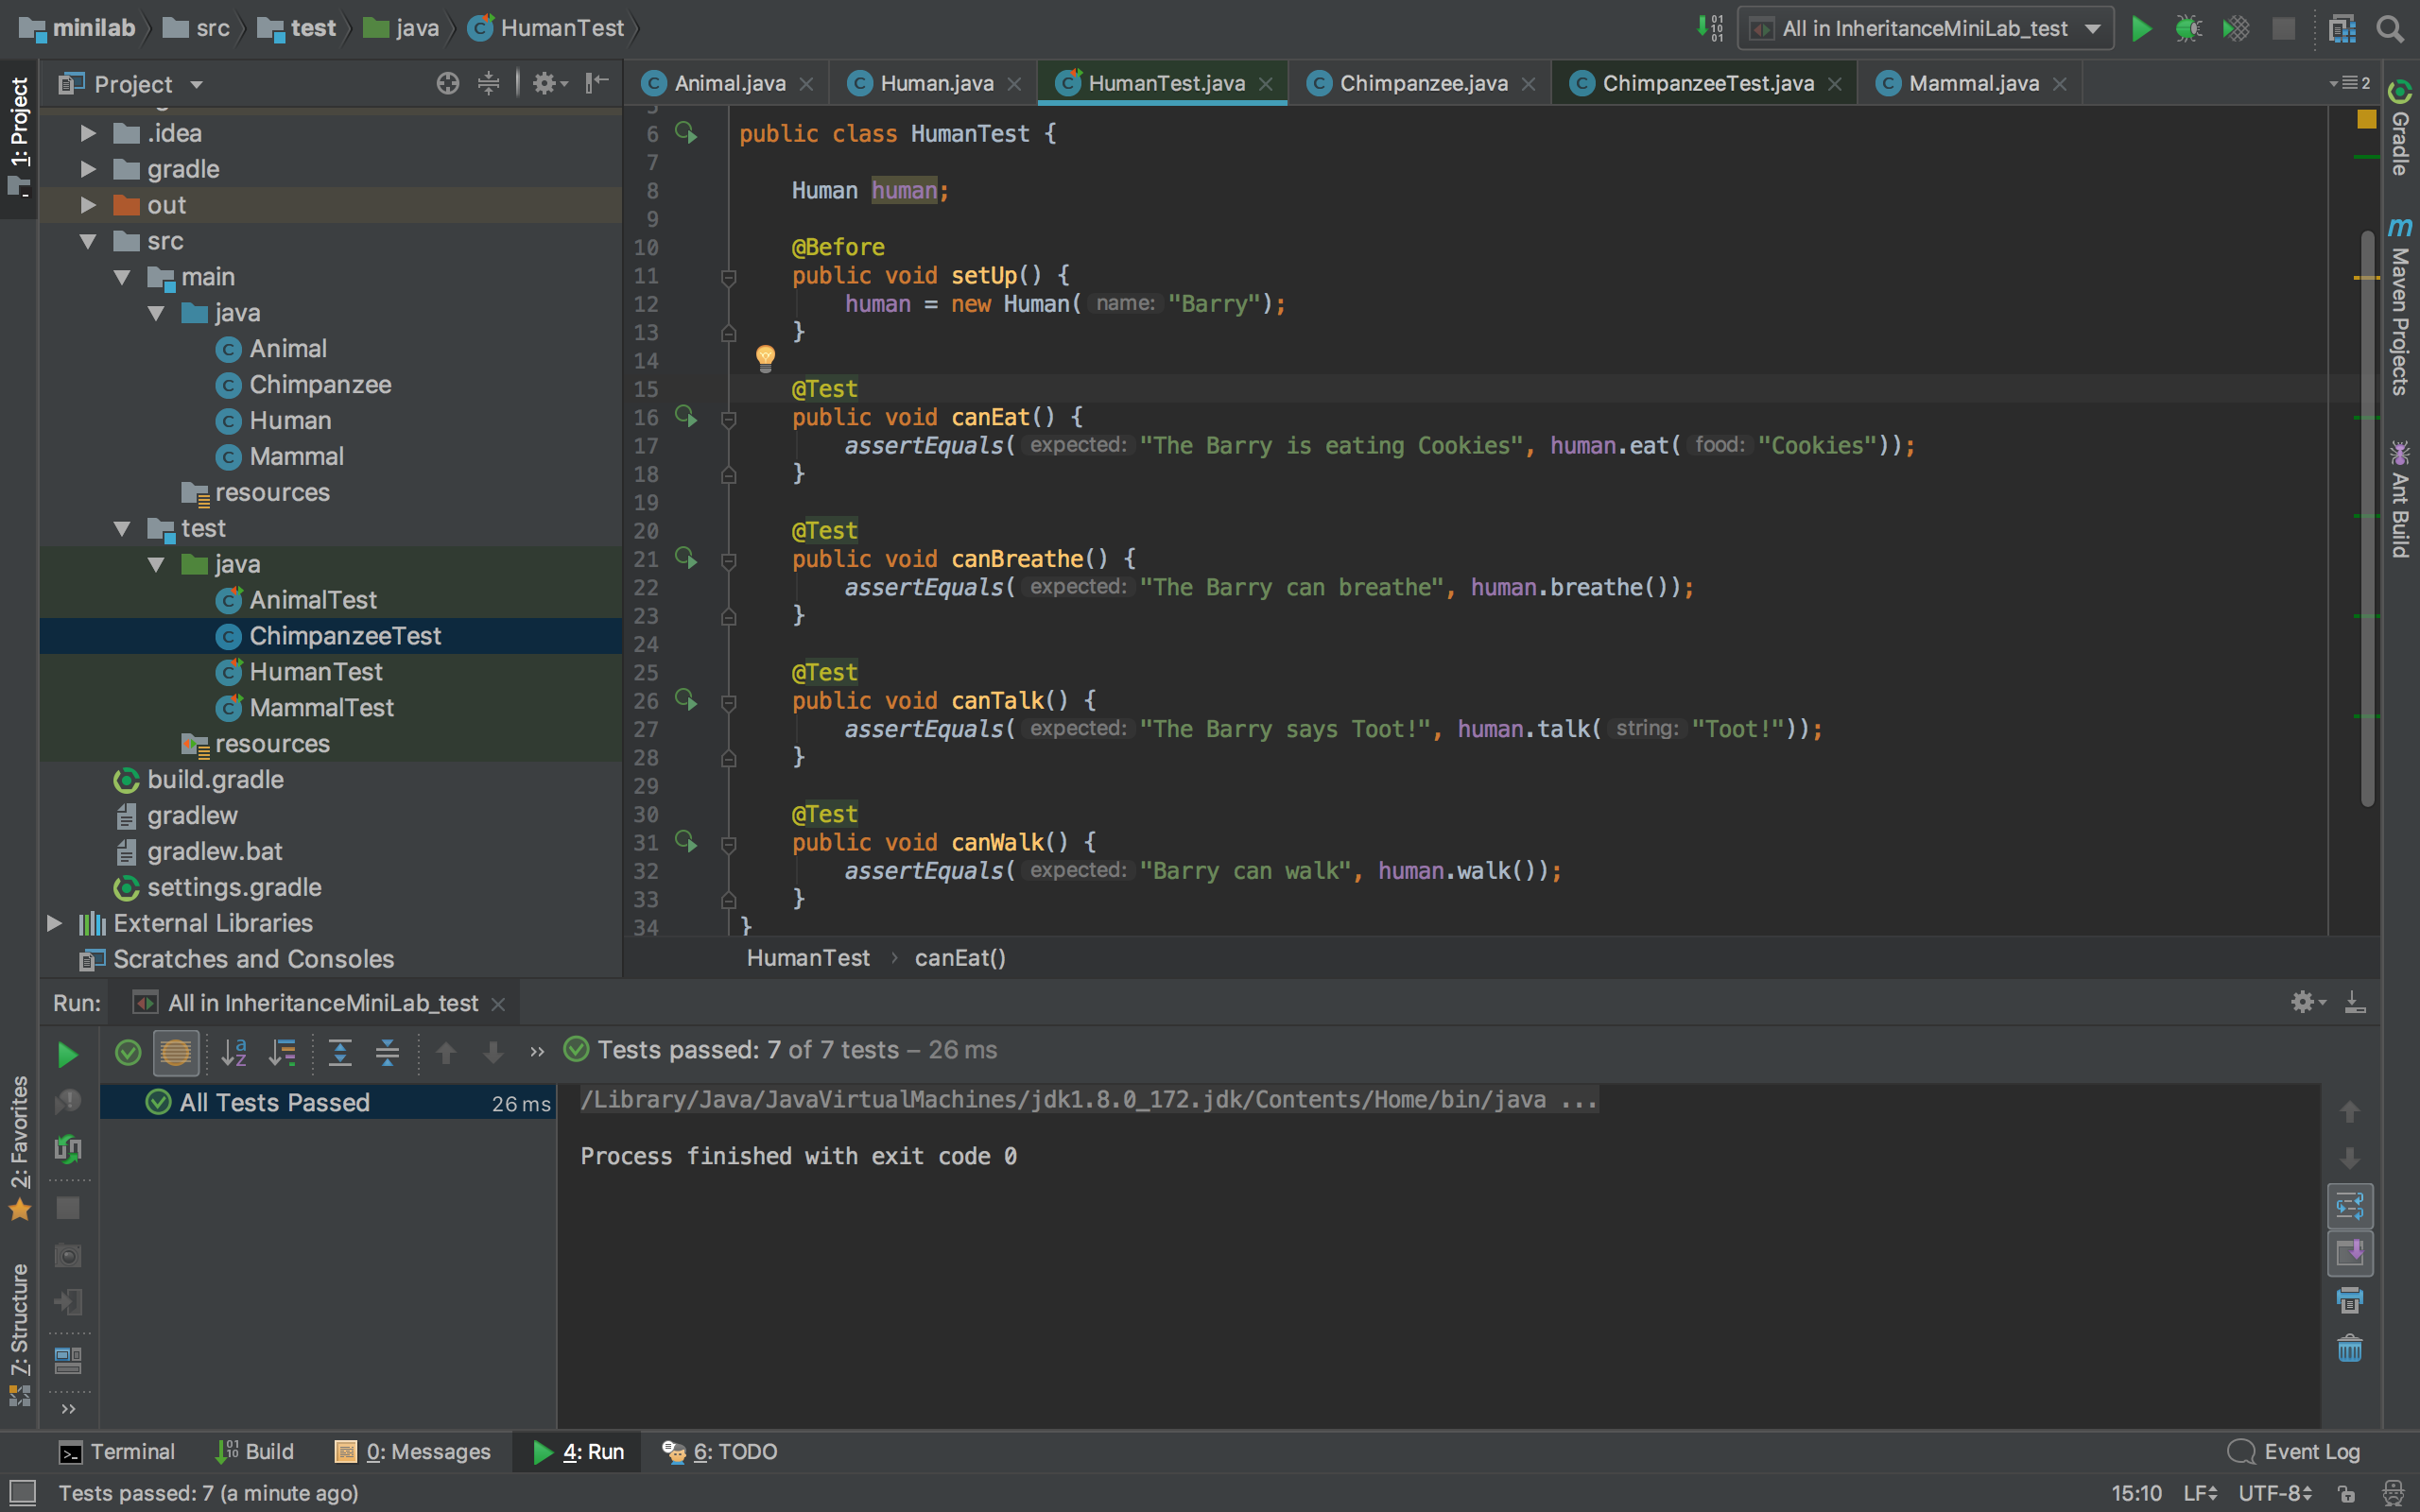 minilab src test java HumanTest
All in InheritanceMiniLab_test
1: Project
Project
.idea
gradle
out
src
main
java
Animal
Chimpanzee
Human
Mammal
resources
test
java
AnimalTest
ChimpanzeeTest
HumanTest
MammalTest
resources
build.gradle
gradlew
gradlew.bat
settings.gradle
External Libraries
Scratches and Consoles
Animal.java Human.java HumanTest.java Chimpanzee.java ChimpanzeeTest.java Mammal.java 2
5
6 public class HumanTest {
7
8 Human human;
9
10 @Before
11 public void setUp() {
12 human = new Human( name: "Barry");
13 }
14
15 @Test
16 public void canEat() {
17 assertEquals( expected: "The Barry is eating Cookies", human.eat( food: "Cookies"));
18 }
19
20 @Test
21 public void canBreathe() {
22 assertEquals( expected: "The Barry can breathe", human.breathe());
23 }
24
25 @Test
26 public void canTalk() {
27 assertEquals( expected: "The Barry says Toot!", human.talk( string: "Toot!"));
28 }
29
30 @Test
31 public void canWalk() {
32 assertEquals( expected: "Barry can walk", human.walk());
33 }
34 }
HumanTest › canEat()
Gradle
m Maven Projects
Ant Build
Run: All in InheritanceMiniLab_test
Tests passed: 7 of 7 tests – 26 ms
All Tests Passed 26 ms
/Library/Java/JavaVirtualMachines/jdk1.8.0_172.jdk/Contents/Home/bin/java ...
Process finished with exit code 0
2: Favorites
7: Structure
Terminal Build 0: Messages 4: Run 6: TODO Event Log
Tests passed: 7 (a minute ago) 15:10 LF UTF-8